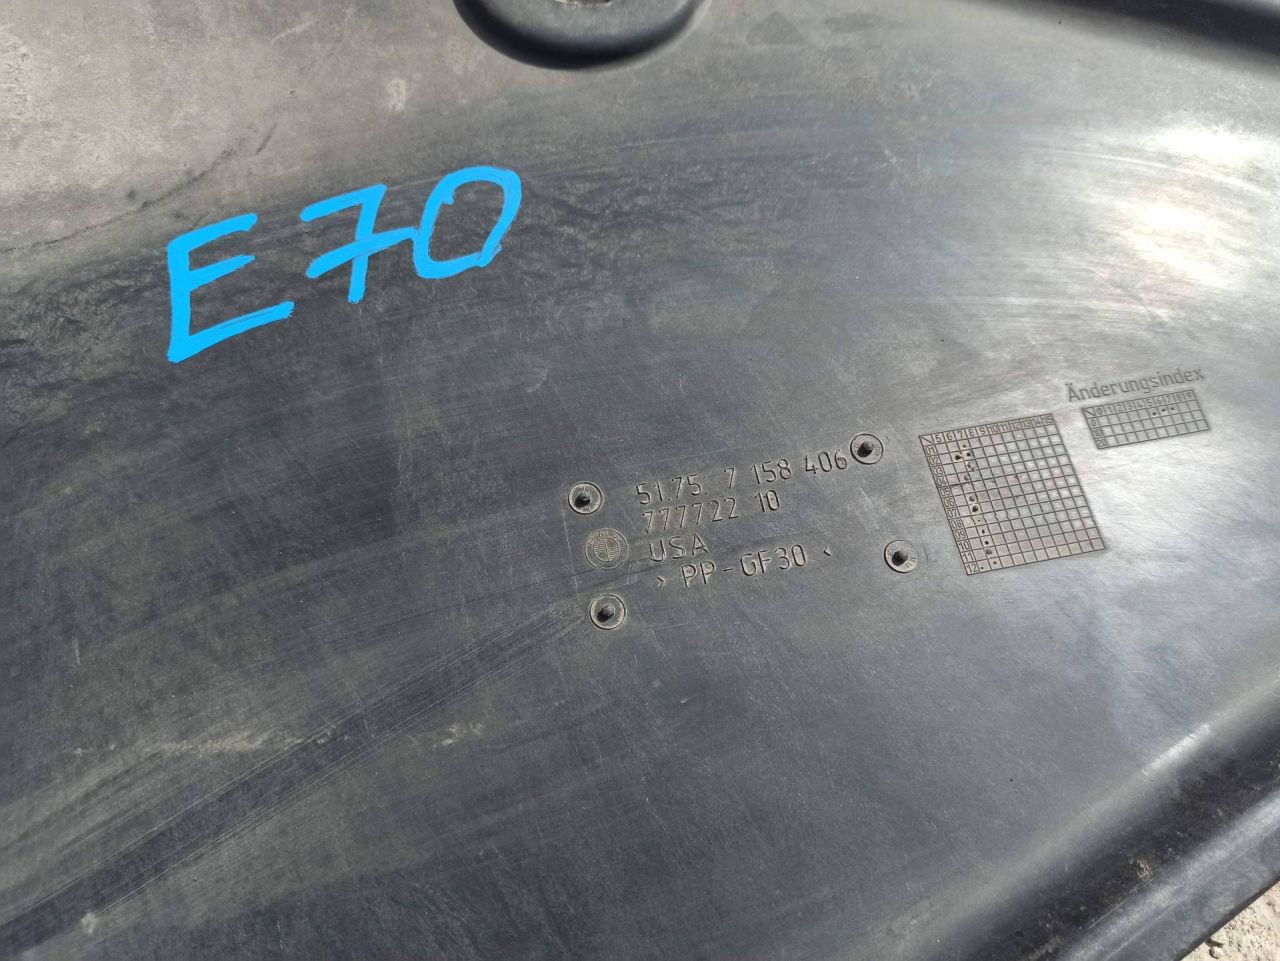 E70
51.75. 7 158 406
777722 10
USA
> PP-GF30 <
Änderungsindex